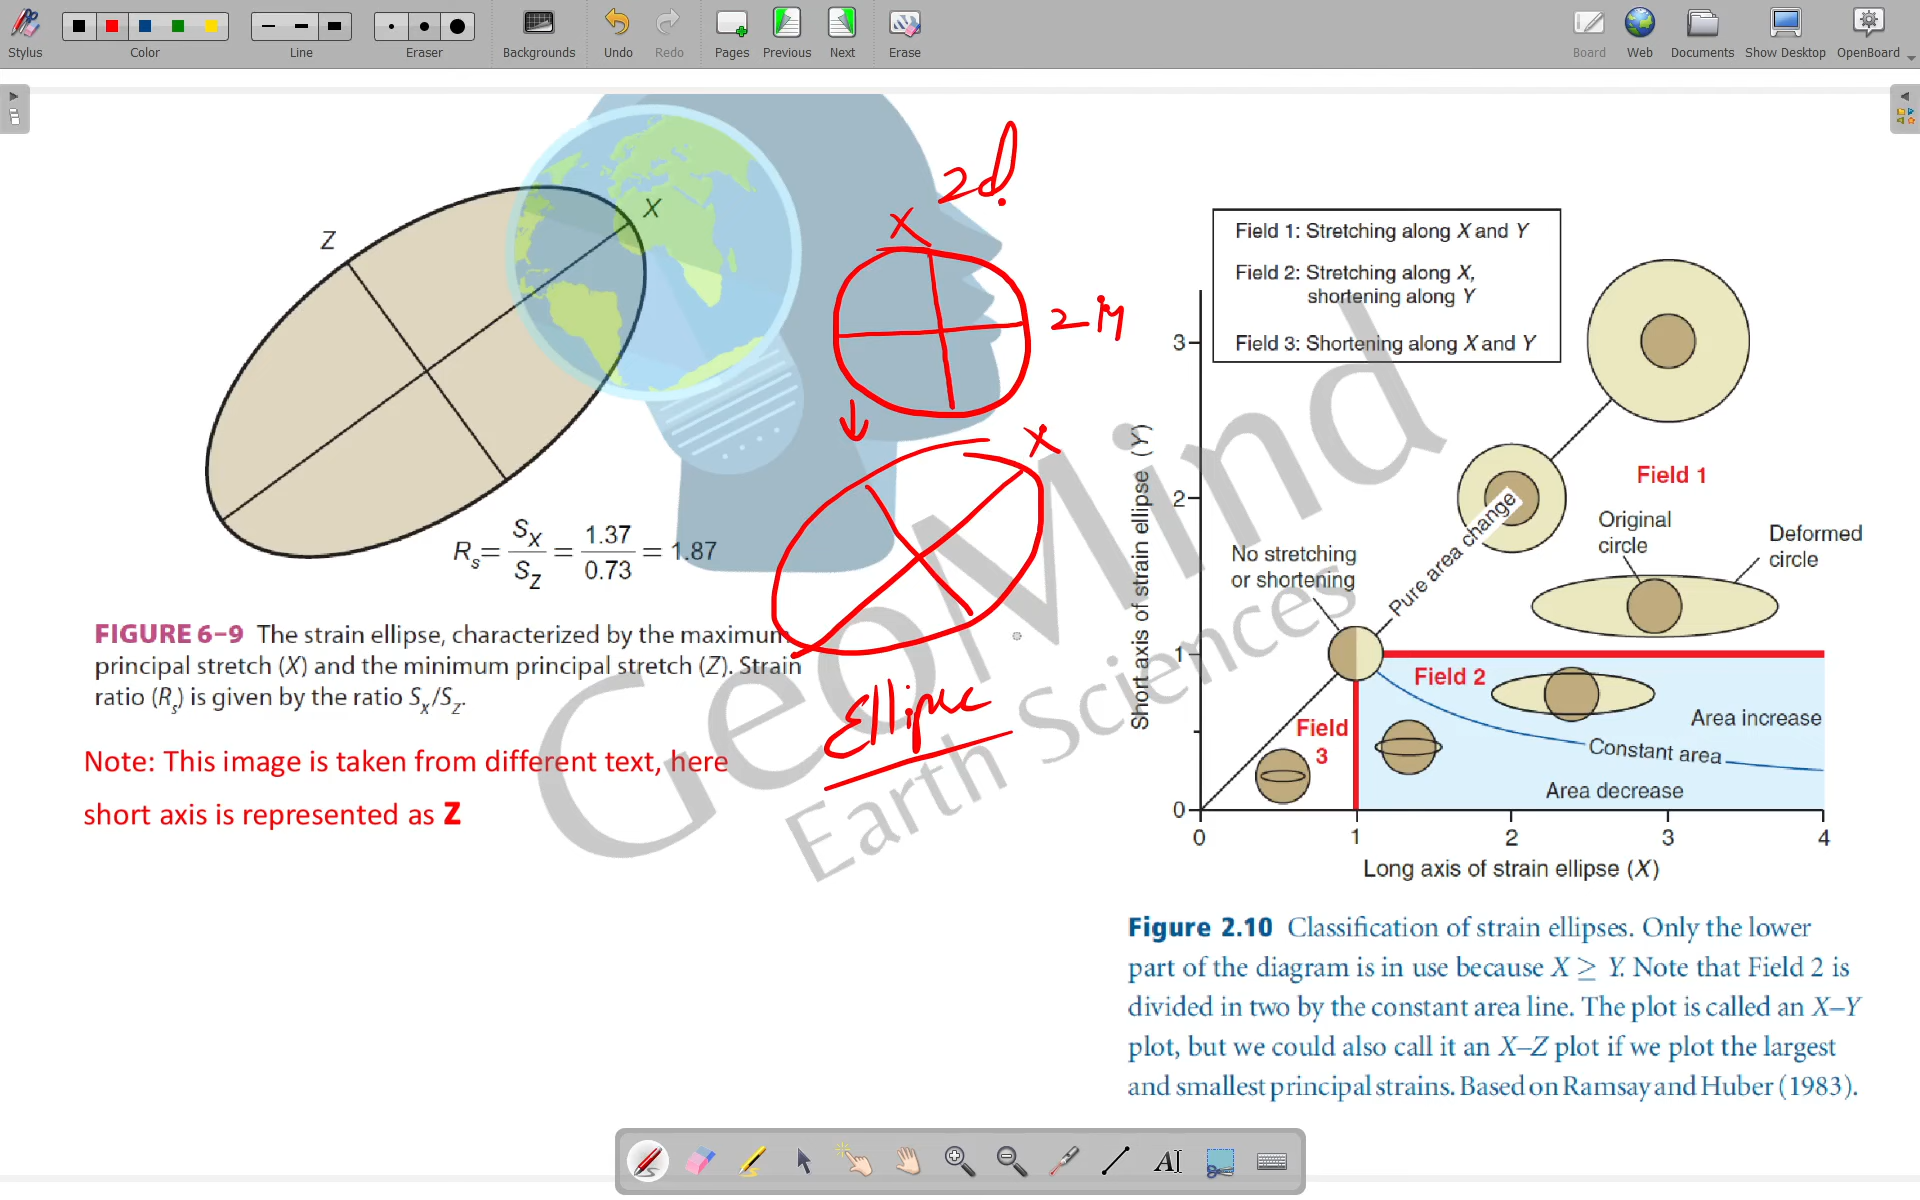 Stylus
Color
Line
Eraser
Backgrounds
Undo
Redo
Pages
Previous
Next
Erase
Board
Web
Documents
Show Desktop
OpenBoard
Z
X
Rs = SX/SZ = 1.37/0.73 = 1.87
FIGURE 6–9 The strain ellipse, characterized by the maximum
principal stretch (X) and the minimum principal stretch (Z). Strain
ratio (Rs) is given by the ratio Sx/Sz.
Note: This image is taken from different text, here
short axis is represented as Z
2d
X
X
GeoMind
Earth Sciences
Field 1: Stretching along X and Y
Field 2: Stretching along X,
shortening along Y
Field 3: Shortening along X and Y
3
2
1
0
Short axis of strain ellipse (Y)
Field 1
Original
circle
Deformed
circle
Pure area change
No stretching
or shortening
Field 2
Area increase
Field
3
Constant area
Area decrease
0 1 2 3 4
Long axis of strain ellipse (X)
Figure 2.10 Classification of strain ellipses. Only the lower
part of the diagram is in use because X ≥ Y. Note that Field 2 is
divided in two by the constant area line. The plot is called an X–Y
plot, but we could also call it an X–Z plot if we plot the largest
and smallest principal strains. Based on Ramsay and Huber (1983).